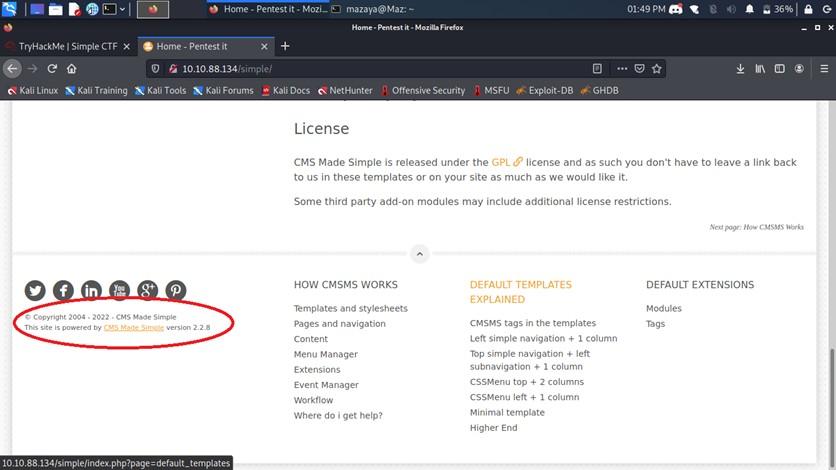 Home - Pentest it - Mozi...
mazaya@Maz: ~
01:49 PM
36%
Home - Pentest it - Mozilla Firefox
TryHackMe | Simple CTF
Home - Pentest it
10.10.88.134/simple/
Kali Linux
Kali Training
Kali Tools
Kali Forums
Kali Docs
NetHunter
Offensive Security
MSFU
Exploit-DB
GHDB
License
CMS Made Simple is released under the GPL license and as such you don't have to leave a link back
to us in these templates or on your site as much as we would like it.
Some third party add-on modules may include additional license restrictions.
Next page: How CMSMS Works
You Tube
© Copyright 2004 - 2022 - CMS Made Simple
This site is powered by CMS Made Simple version 2.2.8
HOW CMSMS WORKS
Templates and stylesheets
Pages and navigation
Content
Menu Manager
Extensions
Event Manager
Workflow
Where do i get help?
DEFAULT TEMPLATES
EXPLAINED
CMSMS tags in the templates
Left simple navigation + 1 column
Top simple navigation + left
subnavigation + 1 column
CSSMenu top + 2 columns
CSSMenu left + 1 column
Minimal template
Higher End
DEFAULT EXTENSIONS
Modules
Tags
10.10.88.134/simple/index.php?page=default_templates